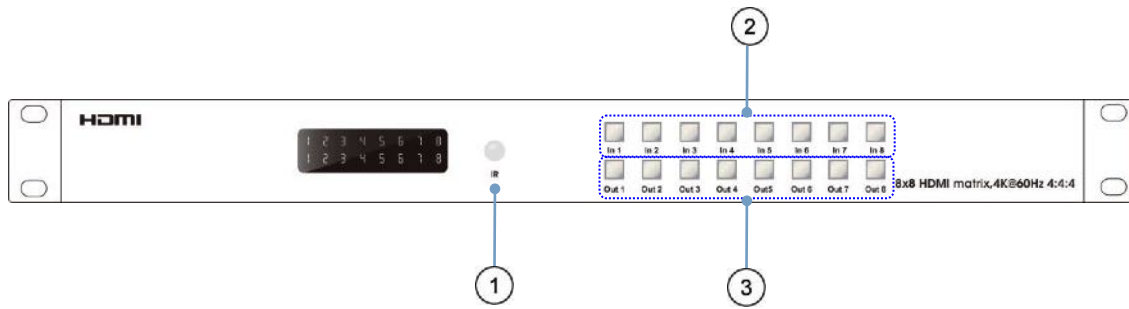 2
HDMI
1 2 3 4 5 6 7 8
1 2 3 4 5 6 7 8
In 1 In 2 In 3 In 4 In 5 In 6 In 7 In 8
IR
Out 1 Out 2 Out 3 Out 4 Out5 Out 6 Out 7 Out 8
8x8 HDMI matrix,4K@60Hz 4:4:4
1
3